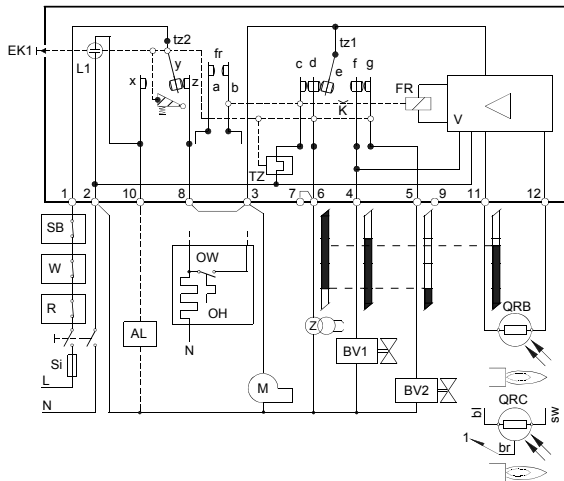 tz2 fr tz1
EK1 L1 y c d e f g
x z a b FR
K V
TZ
1 2 10 8 3 7 6 4 5 9 11 12
SB
W OW
R OH QRB
AL Z
Si N BV1
L M
N BV2 QRC
bl sw
1 br